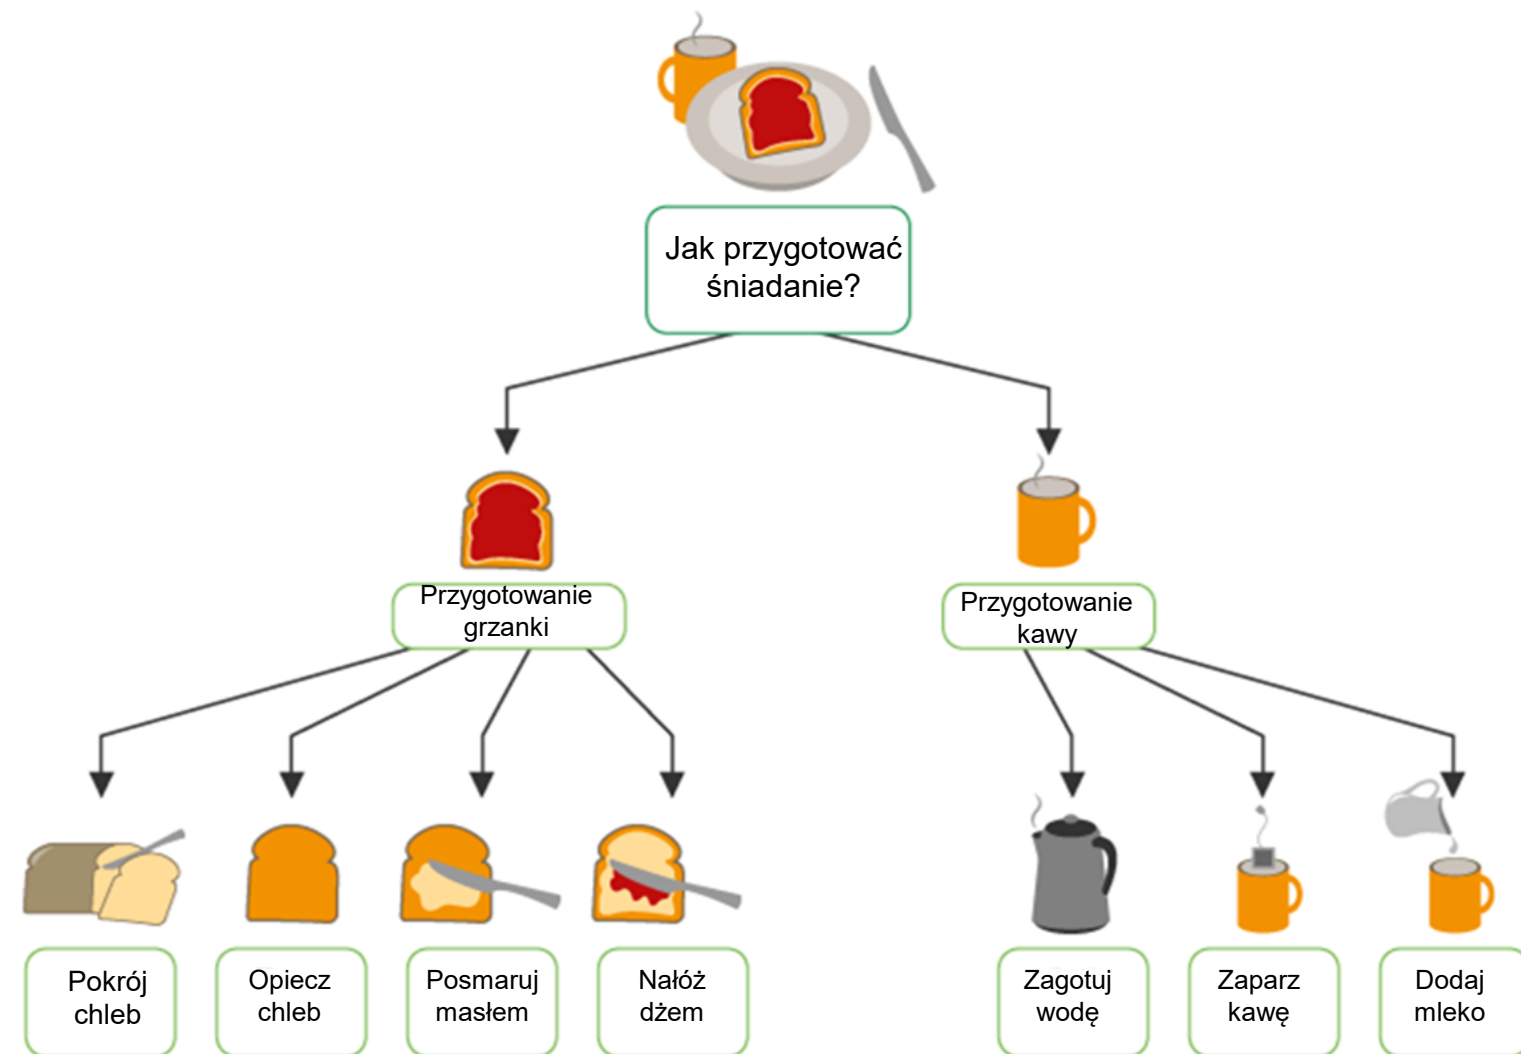 Jak przygotować
śniadanie?
Przygotowanie
grzanki
Przygotowanie
kawy
Pokrój
chleb
Opiecz
chleb
Posmaruj
masłem
Nałóż
dżem
Zagotuj
wodę
Zaparz
kawę
Dodaj
mleko